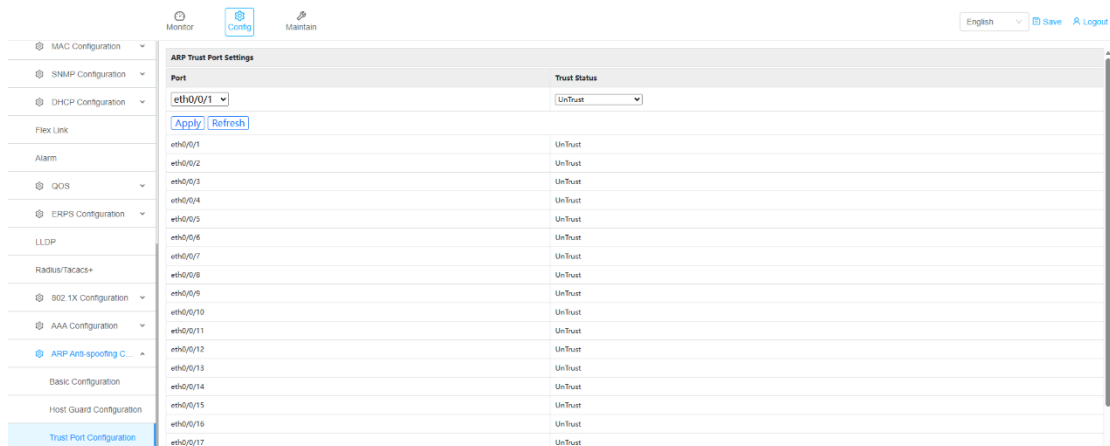 Monitor
Config
Maintain
English
Save
Logout
MAC Configuration
SNMP Configuration
DHCP Configuration
Flex Link
Alarm
QOS
ERPS Configuration
LLDP
Radius/Tacacs+
802.1X Configuration
AAA Configuration
ARP Anti-spoofing C...
Basic Configuration
Host Guard Configuration
Trust Port Configuration
ARP Trust Port Settings
Port Trust Status
eth0/0/1 UnTrust
Apply Refresh
eth0/0/1 UnTrust
eth0/0/2 UnTrust
eth0/0/3 UnTrust
eth0/0/4 UnTrust
eth0/0/5 UnTrust
eth0/0/6 UnTrust
eth0/0/7 UnTrust
eth0/0/8 UnTrust
eth0/0/9 UnTrust
eth0/0/10 UnTrust
eth0/0/11 UnTrust
eth0/0/12 UnTrust
eth0/0/13 UnTrust
eth0/0/14 UnTrust
eth0/0/15 UnTrust
eth0/0/16 UnTrust
eth0/0/17 UnTrust